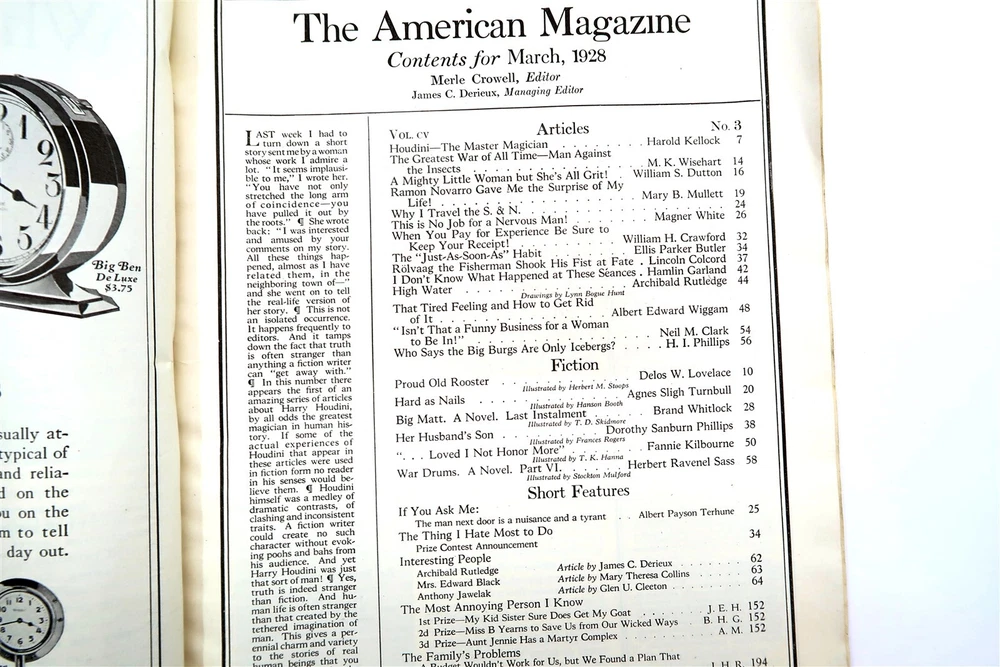 The American Magazine
Contents for March, 1928
Merle Crowell, Editor
James C. Derieux, Managing Editor
LAST week I had to
turn down a short
story sent me by a woman
whose work I admire a
lot. "It seems implausi-
ble to me," I wrote her.
"You have not only
stretched the long arm
of coincidence—you
have pulled it out by
the roots." ¶ She wrote
back: "I was interested
and amused by your
comments on my story.
All these things hap-
pened, almost as I have
related them, in the
neighboring town of—"
and she went on to tell
the real-life version of
her story. ¶ This is not
an isolated occurrence.
It happens frequently to
editors. And it tamps
down the fact that truth
is often stranger than
anything a fiction writer
can "get away with."
¶ In this number there
appears the first of an
amazing series of articles
about Harry Houdini,
by all odds the greatest
magician in human his-
tory. If some of the
actual experiences of
Houdini that appear in
these articles were used
in fiction form no reader
in his senses would be-
lieve them. ¶ Houdini
himself was a medley of
dramatic contrasts, of
clashing and inconsistent
traits. A fiction writer
could create no such
character without evok-
ing poohs and bahs from
his audience. And yet
Harry Houdini was just
that sort of man! ¶ Yes,
truth is indeed stranger
than fiction. And hu-
man life is often stranger
than that created by the
tethered imagination of
man. This gives a per-
ennial charm and variety
to the stories of real
human beings that you
VOL. CV Articles No. 3
Houdini—The Master Magician . . . . . . . . Harold Kellock 7
The Greatest War of All Time—Man Against
the Insects . . . . . . . . . . . . M. K. Wisehart 14
A Mighty Little Woman but She's All Grit! . William S. Dutton 16
Ramon Novarro Gave Me the Surprise of My
Life! . . . . . . . . . . . . Mary B. Mullett 19
Why I Travel the S. & N. . . . . . . . . . . . 24
This is No Job for a Nervous Man! . . . . . . Magner White 26
When You Pay for Experience Be Sure to
Keep Your Receipt! . . . . . . . . William H. Crawford 32
The "Just-As-Soon-As" Habit . . . . . . Ellis Parker Butler 34
Rölvaag the Fisherman Shook His Fist at Fate . Lincoln Colcord 37
I Don't Know What Happened at These Séances . Hamlin Garland 42
High Water . . . . . . . . . . Archibald Rutledge 44
Drawings by Lynn Bogue Hunt
That Tired Feeling and How to Get Rid
of It . . . . . . . . . . . . Albert Edward Wiggam 48
"Isn't That a Funny Business for a Woman
to Be In!" . . . . . . . . . . . . Neil M. Clark 54
Who Says the Big Burgs Are Only Icebergs? . . . . . H. I. Phillips 56
Fiction
Proud Old Rooster . . . . . . . . . Delos W. Lovelace 10
Illustrated by Herbert M. Stoops
Hard as Nails . . . . . . . . . . Agnes Sligh Turnbull 20
Illustrated by Hanson Booth
Big Matt. A Novel. Last Instalment . . . . . . Brand Whitlock 28
Illustrated by T. D. Skidmore
Her Husband's Son . . . . . . . . Dorothy Sanburn Phillips 38
Illustrated by Frances Rogers
". . . Loved I Not Honor More" . . . . . . Fannie Kilbourne 50
Illustrated by T. K. Hanna
War Drums. A Novel. Part VI. . . . . . . Herbert Ravenel Sass 58
Illustrated by Stockton Mulford
Short Features
If You Ask Me:
The man next door is a nuisance and a tyrant . . Albert Payson Terhune 25
The Thing I Hate Most to Do 34
Prize Contest Announcement
Interesting People
Archibald Rutledge Article by James C. Derieux . . . . . . 62
Mrs. Edward Black Article by Mary Theresa Collins . . . . . 63
Anthony Jawelak Article by Glen U. Cleeton . . . . . . 64
The Most Annoying Person I Know
1st Prize—My Kid Sister Sure Does Get My Goat . . . . . . . J. E. H. 152
2d Prize—Miss B Yearns to Save Us from Our Wicked Ways . B. H. G. 152
3d Prize—Aunt Jennie Has a Martyr Complex . . . . . . . A. M. 152
The Family's Problems
A Budget Wouldn't Work for Us, but We Found a Plan That
J. H. R. 194
Big Ben
De Luxe
$3.75
sually at-
typical of
and relia-
d on the
ou on the
m to tell
day out.